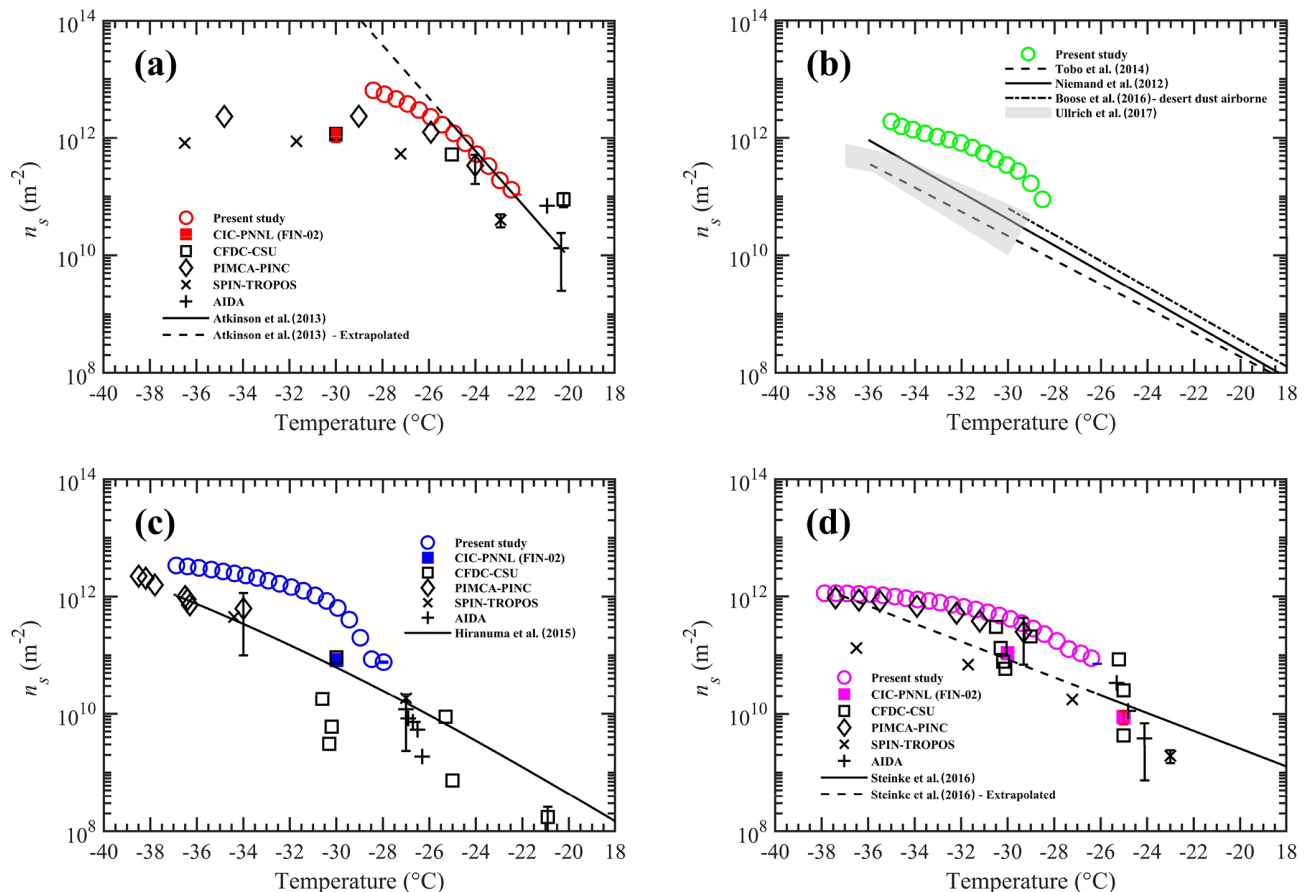 (a)
n_s (m^-2)
10^14
10^12
10^10
10^8
Present study
CIC-PNNL (FIN-02)
CFDC-CSU
PIMCA-PINC
SPIN-TROPOS
AIDA
Atkinson et al. (2013)
Atkinson et al. (2013) - Extrapolated
-40 -38 -36 -34 -32 -30 -28 -26 -24 -22 -20 18
Temperature (°C)
(b)
n_s (m^-2)
10^14
10^12
10^10
10^8
Present study
Tobo et al. (2014)
Niemand et al. (2012)
Boose et al. (2016)- desert dust airborne
Ullrich et al. (2017)
-40 -38 -36 -34 -32 -30 -28 -26 -24 -22 -20 18
Temperature (°C)
(c)
n_s (m^-2)
10^14
10^12
10^10
10^8
Present study
CIC-PNNL (FIN-02)
CFDC-CSU
PIMCA-PINC
SPIN-TROPOS
AIDA
Hiranuma et al. (2015)
-40 -38 -36 -34 -32 -30 -28 -26 -24 -22 -20 18
Temperature (°C)
(d)
n_s (m^-2)
10^14
10^12
10^10
10^8
Present study
CIC-PNNL (FIN-02)
CFDC-CSU
PIMCA-PINC
SPIN-TROPOS
AIDA
Steinke et al. (2016)
Steinke et al. (2016) - Extrapolated
-40 -38 -36 -34 -32 -30 -28 -26 -24 -22 -20 18
Temperature (°C)